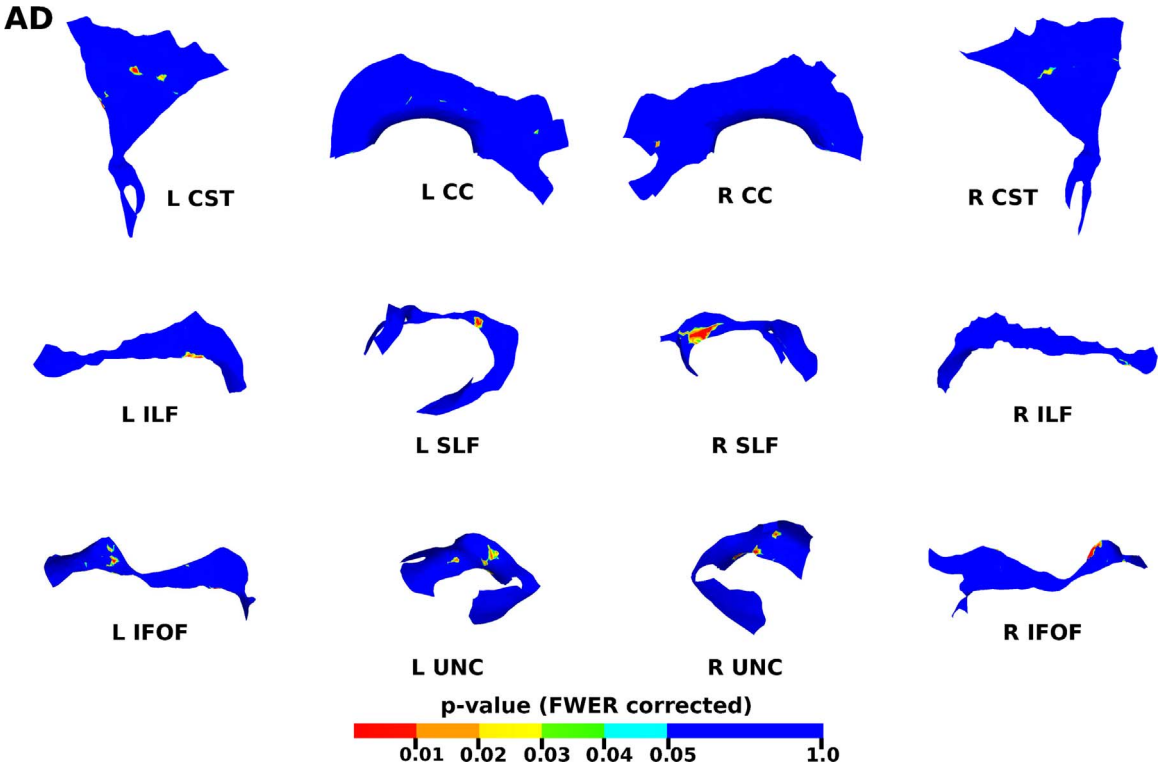 AD
L CST
L CC
R CC
R CST
L ILF
L SLF
R SLF
R ILF
L IFOF
L UNC
R UNC
R IFOF
p-value (FWER corrected)
0.01 0.02 0.03 0.04 0.05 1.0